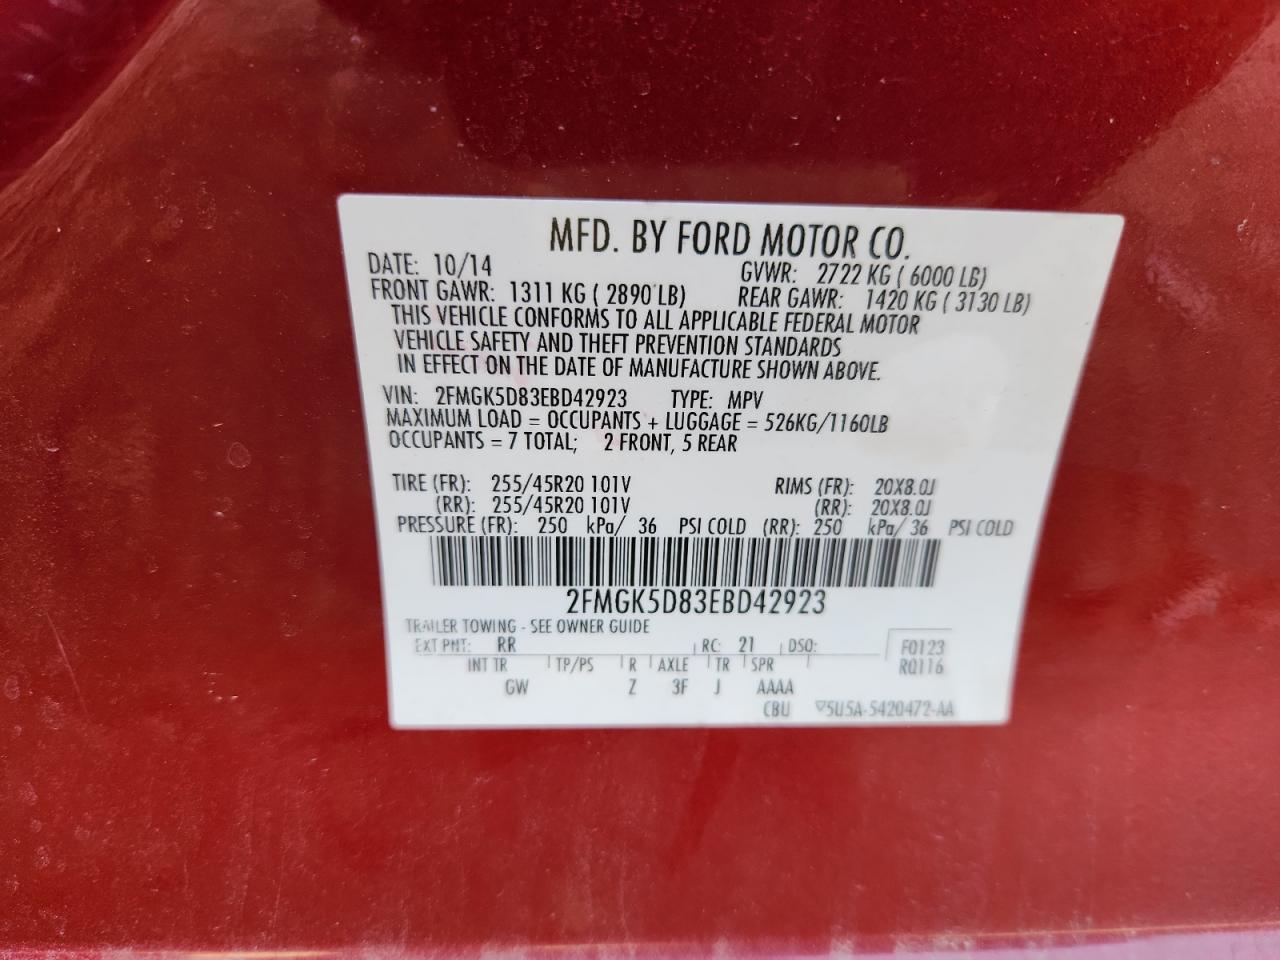 MFD. BY FORD MOTOR CO.
DATE: 10/14 GVWR: 2722 KG ( 6000 LB)
FRONT GAWR: 1311 KG ( 2890 LB) REAR GAWR: 1420 KG ( 3130 LB)
THIS VEHICLE CONFORMS TO ALL APPLICABLE FEDERAL MOTOR
VEHICLE SAFETY AND THEFT PREVENTION STANDARDS
IN EFFECT ON THE DATE OF MANUFACTURE SHOWN ABOVE.
VIN: 2FMGK5D83EBD42923 TYPE: MPV
MAXIMUM LOAD = OCCUPANTS + LUGGAGE = 526KG/1160LB
OCCUPANTS = 7 TOTAL; 2 FRONT, 5 REAR
TIRE (FR): 255/45R20 101V RIMS (FR): 20X8.0J
(RR): 255/45R20 101V (RR): 20X8.0J
PRESSURE (FR): 250 kPa/ 36 PSI COLD (RR): 250 kPa/ 36 PSI COLD
2FMGK5D83EBD42923
TRAILER TOWING - SEE OWNER GUIDE
EXT PNT: RR RC: 21 DSO: F0123
INT TR TP/PS R AXLE TR SPR R0116
GW Z 3F J AAAA
CBU 5U5A-5420472-AA